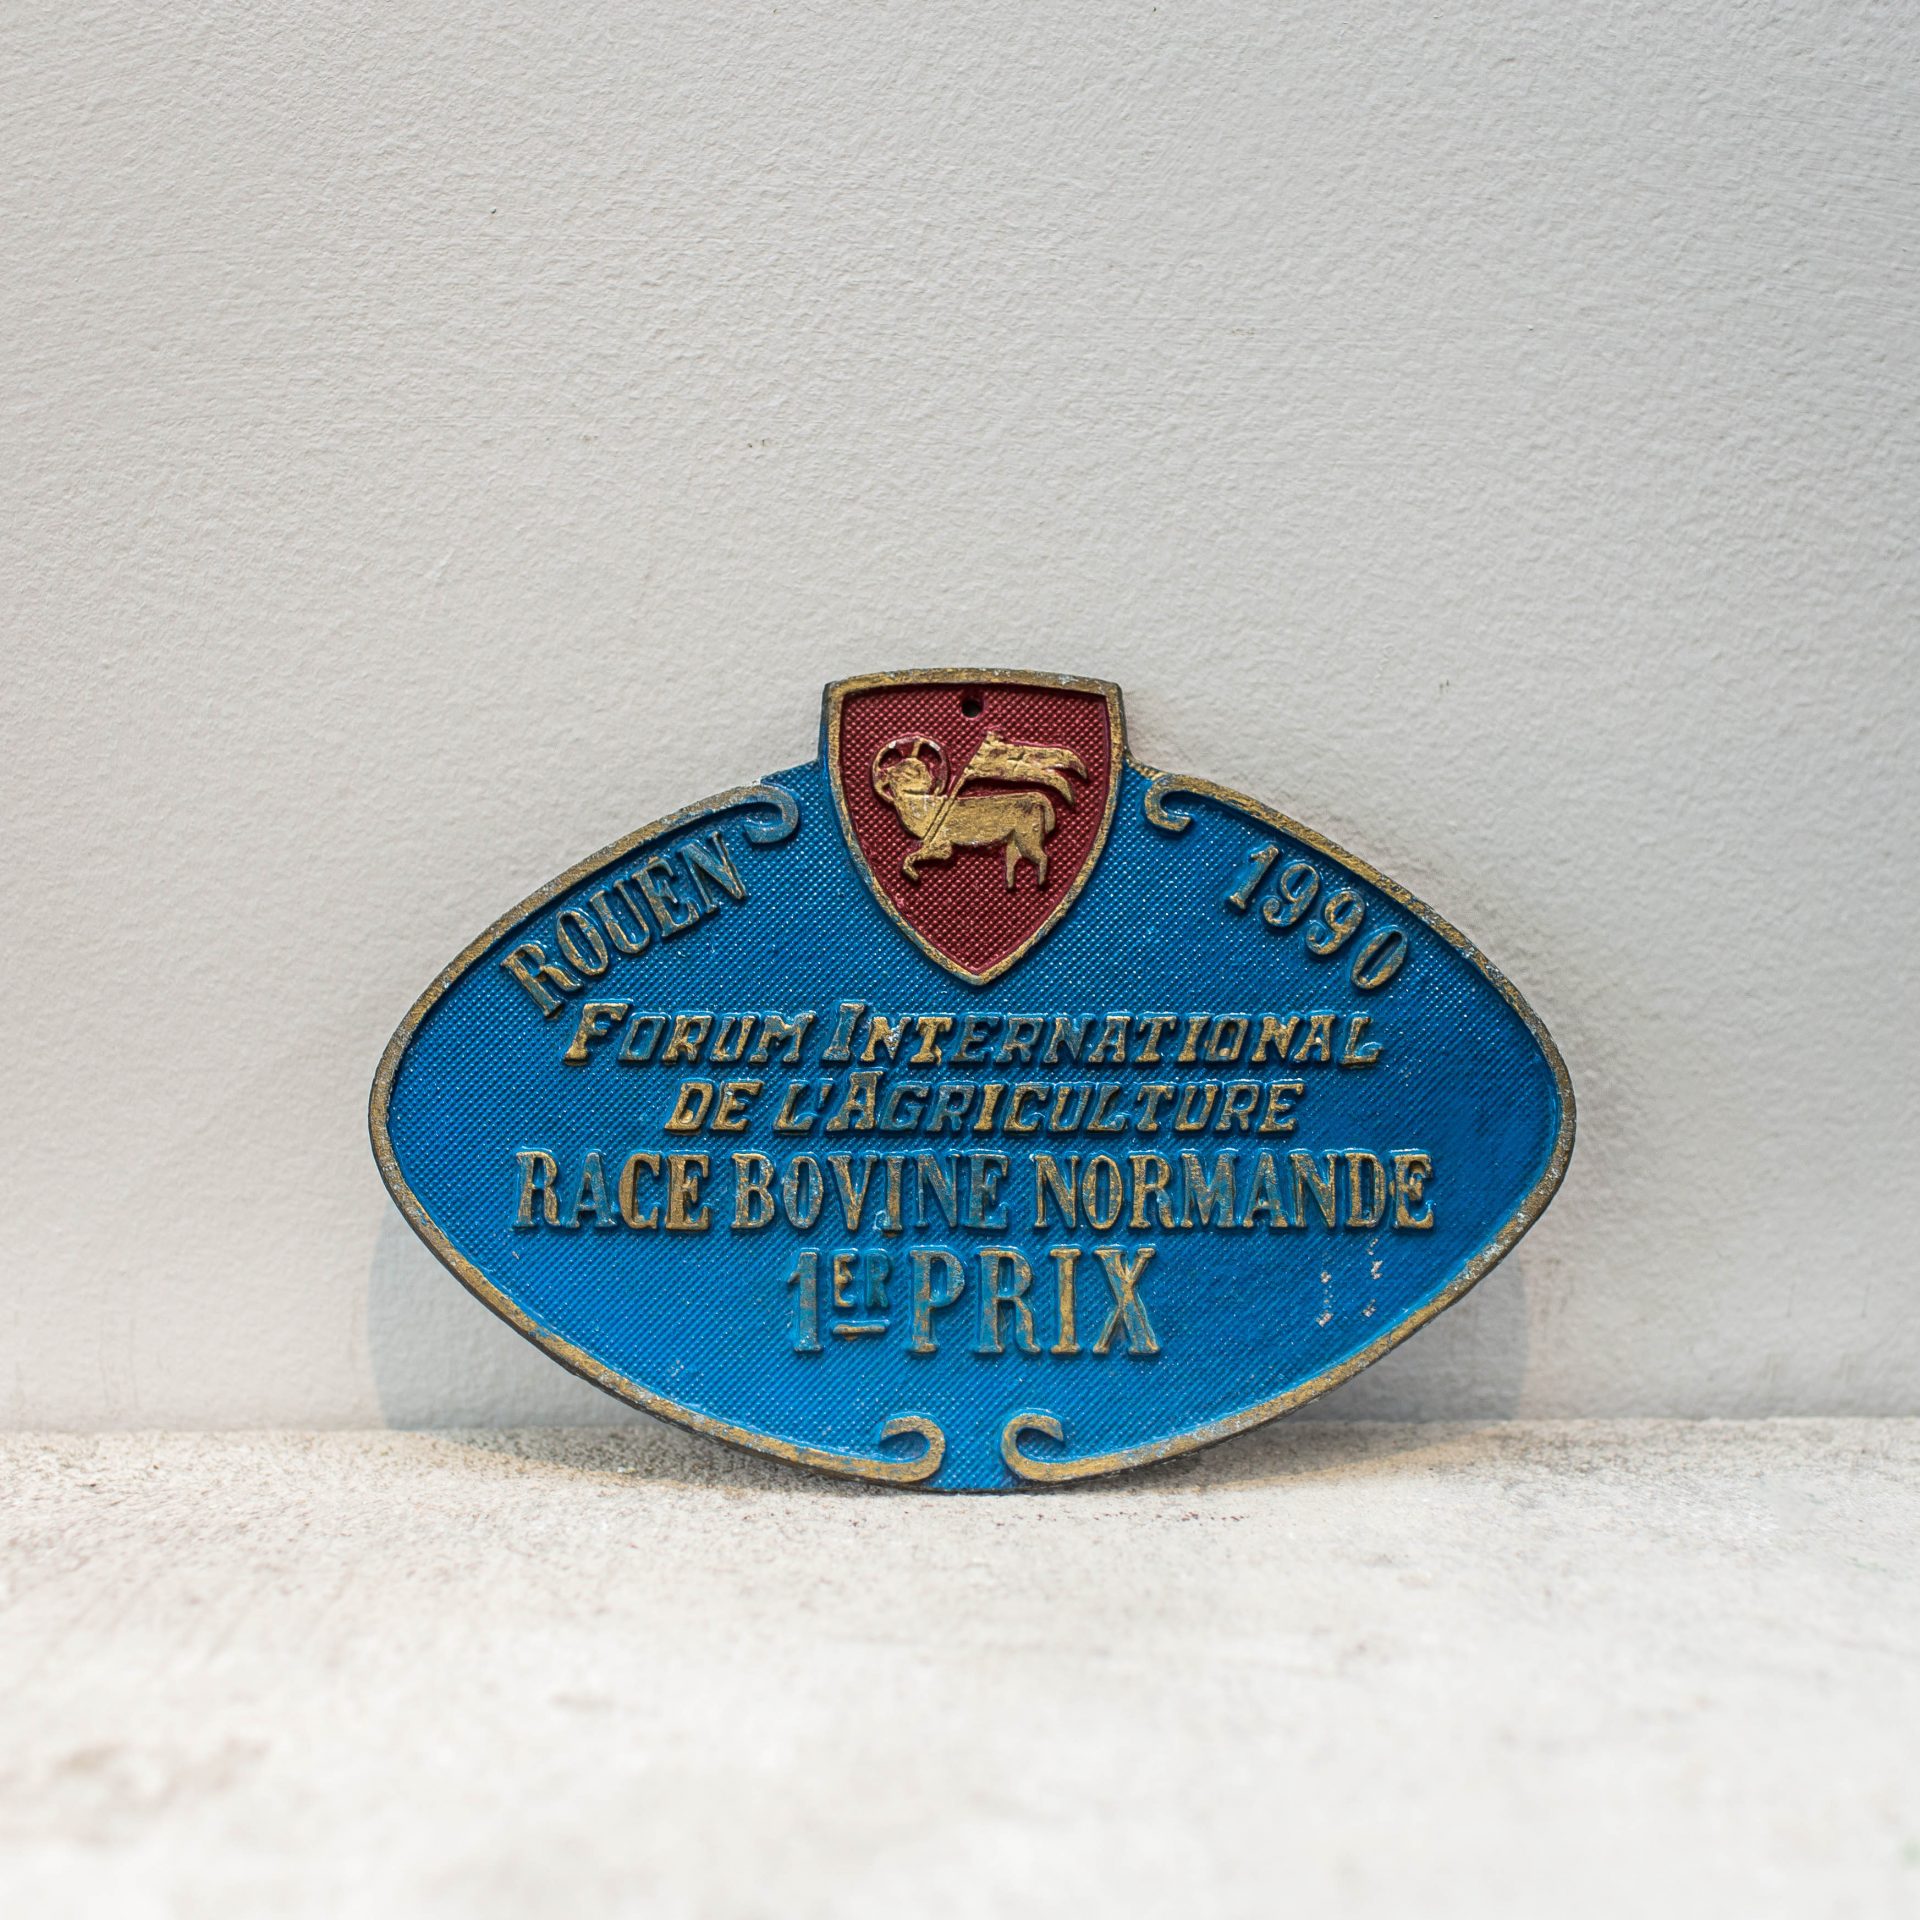 ROUEN 1990
FORUM INTERNATIONAL
DE L'AGRICULTURE
RACE BOVINE NORMANDE
1ER PRIX